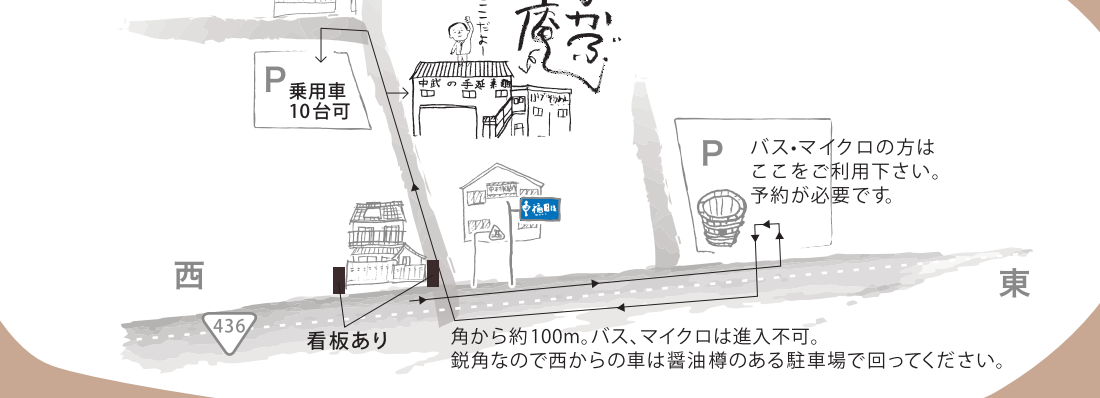 ここだよー
かぶ
庵
P
乗用車
10台可
中武の手延素麺
P
バス・マイクロの方は
ここをご利用下さい。
予約が必要です。
西
東
436
看板あり
角から約100m。バス、マイクロは進入不可。
鋭角なので西からの車は醤油樽のある駐車場で回ってください。